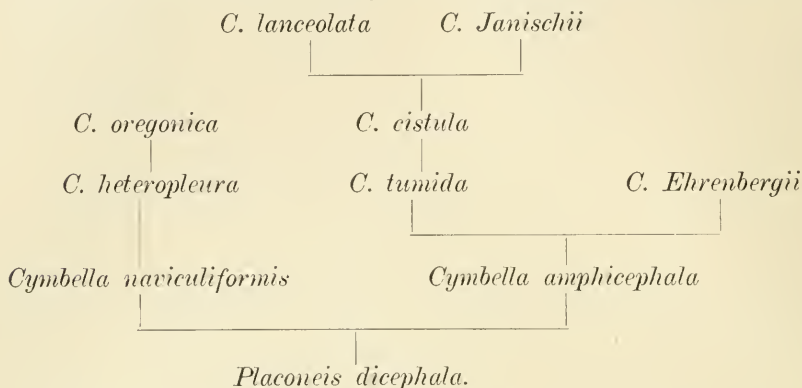 C. lanceolata C. Janischii
C. oregonica C. cistula
C. heteropleura C. tumida C. Ehrenbergii
Cymbella naviculiformis Cymbella amphicephala
Placoneis dicephala.